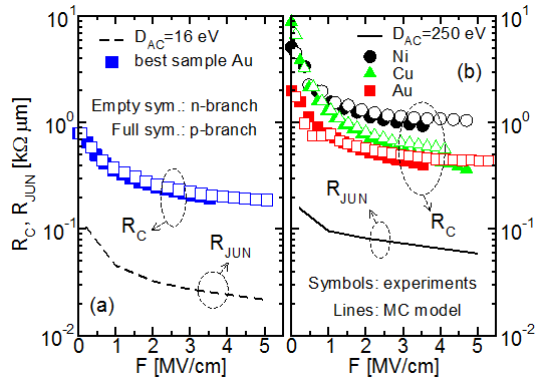 10¹
10⁰
10⁻¹
10⁻²
R_C, R_JUN [kΩ μm]
D_AC=16 eV
best sample Au
Empty sym.: n-branch
Full sym.: p-branch
R_C
R_JUN
(a)
0 1 2 3 4 5
F [MV/cm]
D_AC=250 eV
(b)
Ni
Cu
Au
R_JUN
R_C
Symbols: experiments
Lines: MC model
0 1 2 3 4 5
F [MV/cm]
10¹
10⁰
10⁻¹
10⁻²